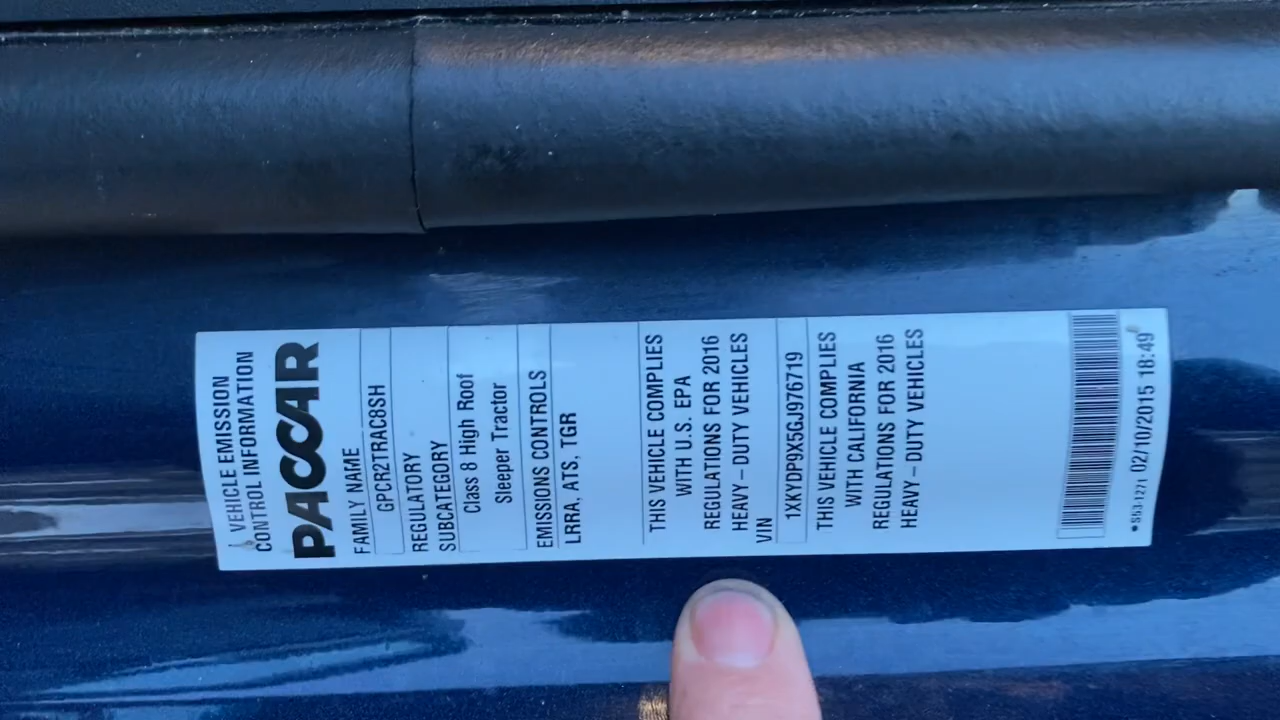 VEHICLE EMISSION
CONTROL INFORMATION
PACCAR
FAMILY NAME
GPCR2TRAC8SH
REGULATORY
SUBCATEGORY
Class 8 High Roof
Sleeper Tractor
EMISSIONS CONTROLS
LRRA, ATS, TGR
THIS VEHICLE COMPLIES
WITH U.S. EPA
REGULATIONS FOR 2016
HEAVY – DUTY VEHICLES
VIN
1XKYDP9X5GJ976719
THIS VEHICLE COMPLIES
WITH CALIFORNIA
REGULATIONS FOR 2016
HEAVY – DUTY VEHICLES
•S53-1271 02/10/2015 18:49